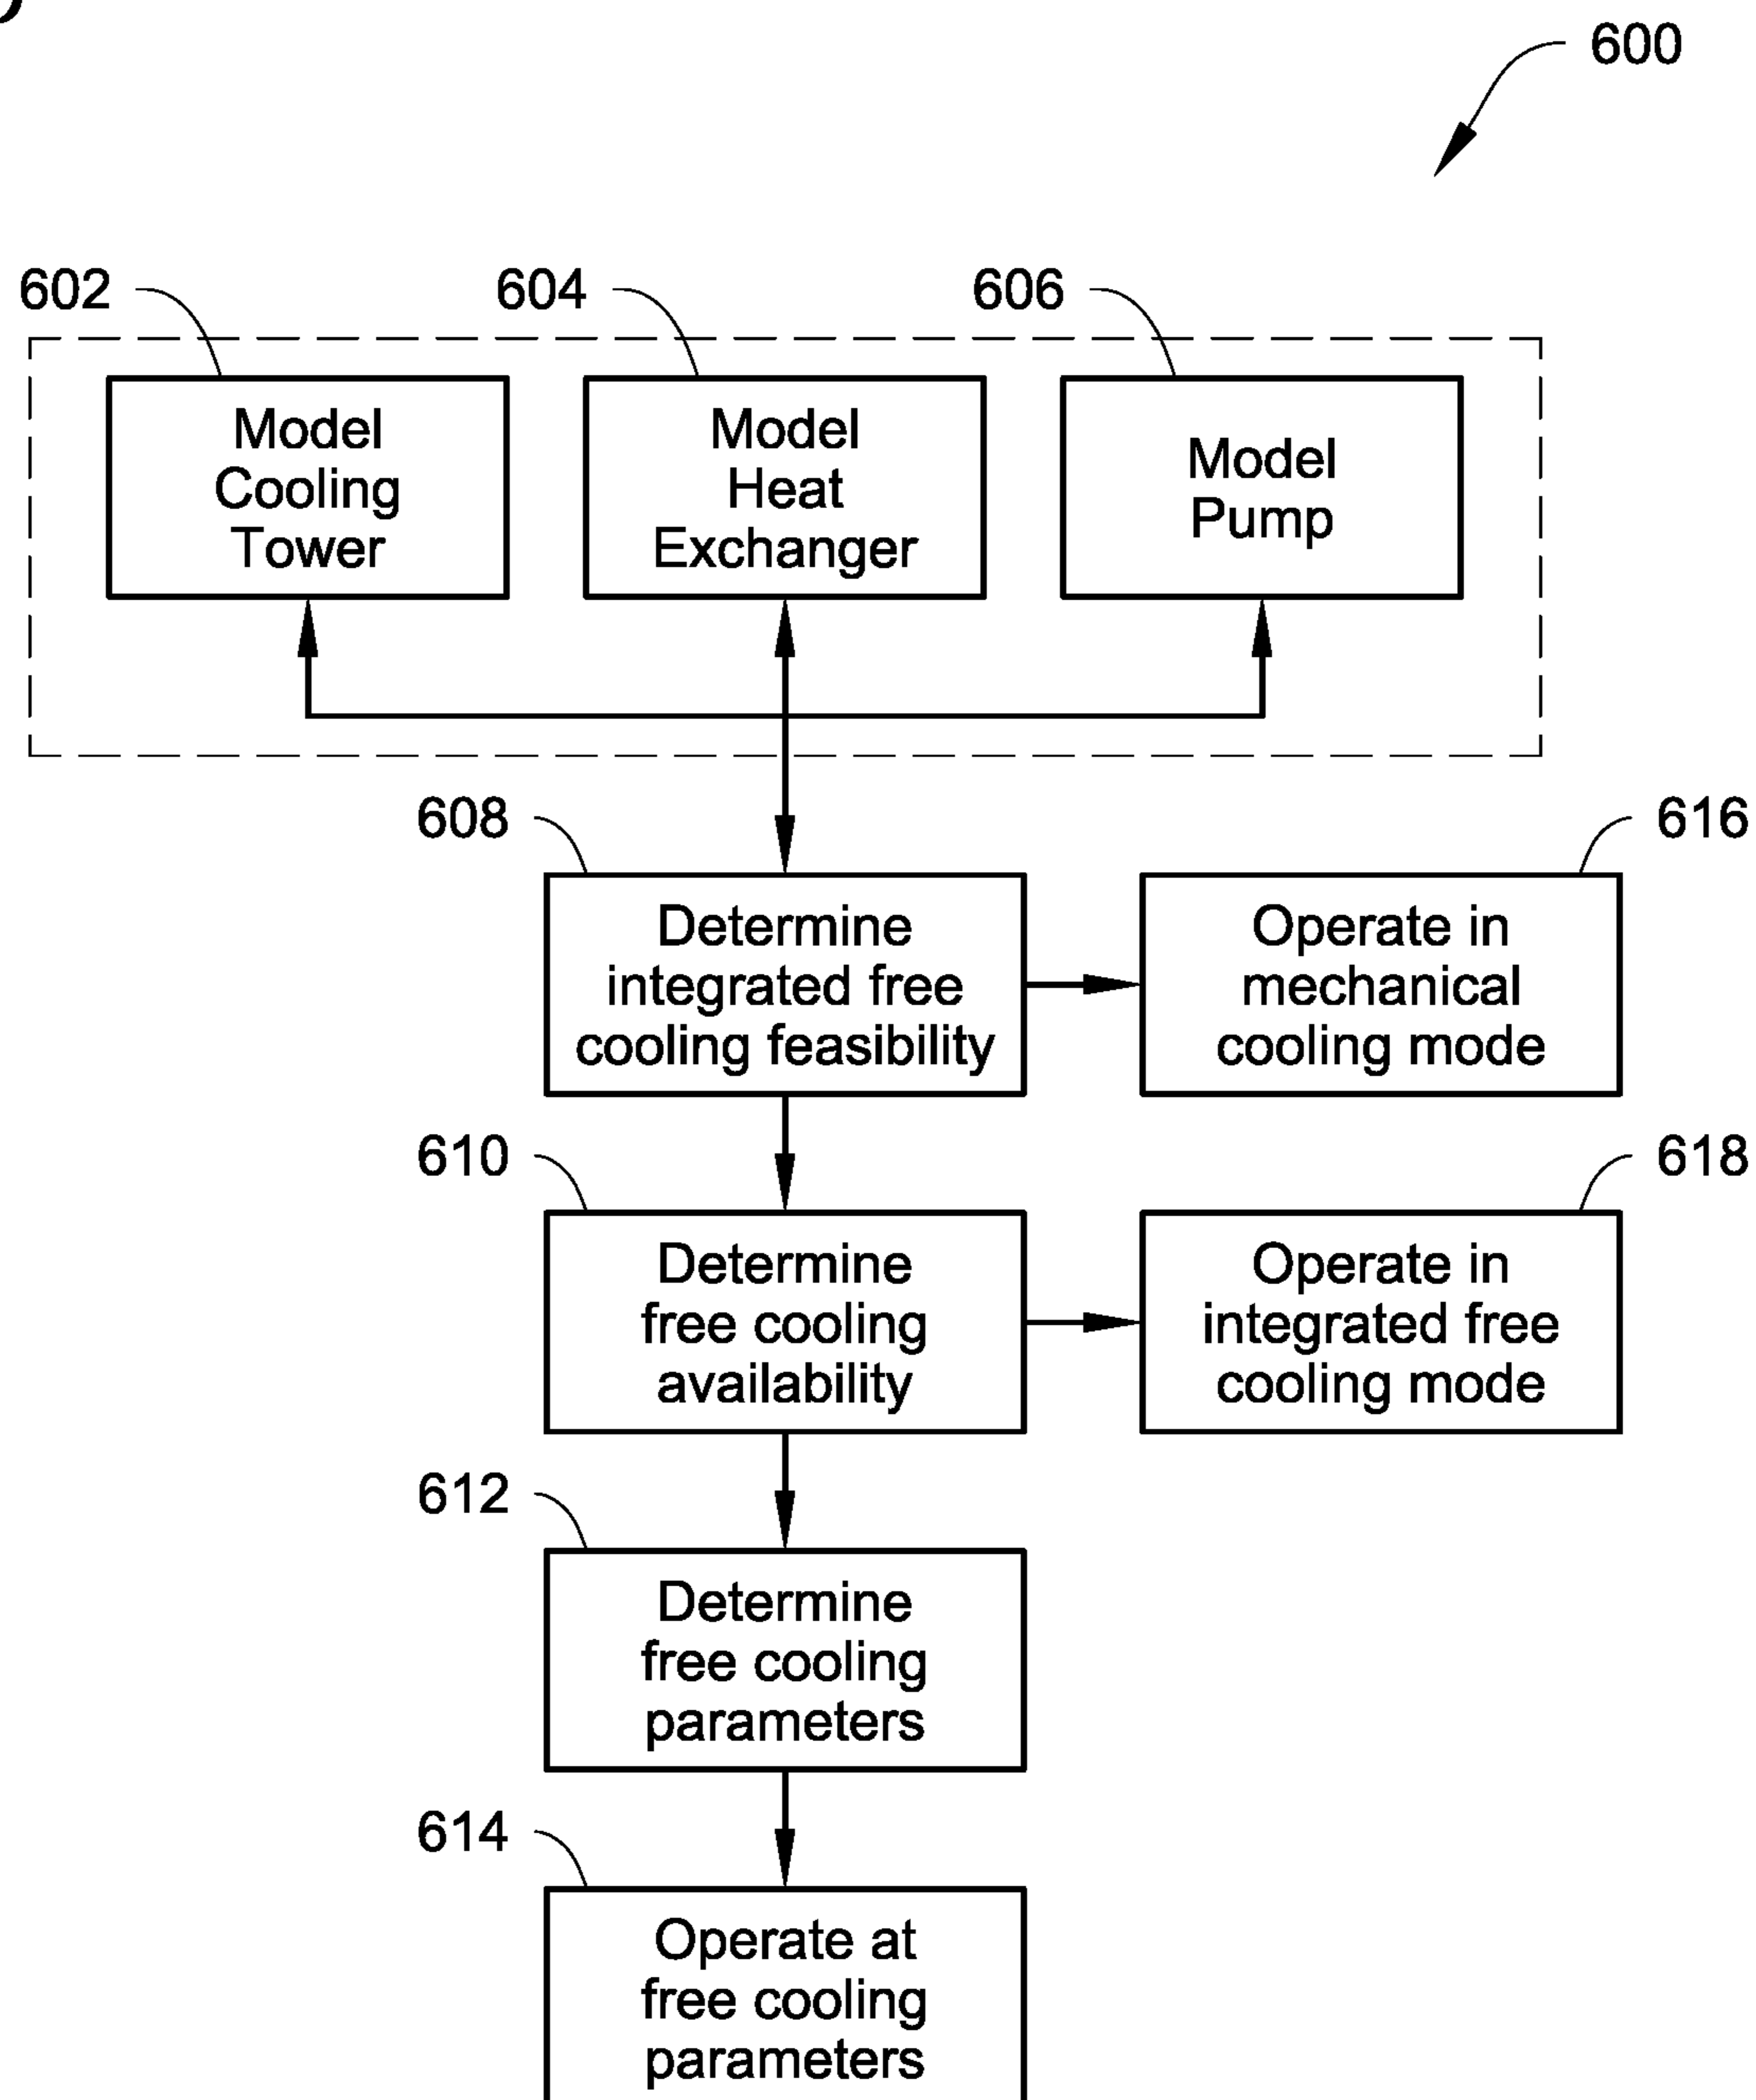 600
602
604
606
Model
Cooling
Tower
Model
Heat
Exchanger
Model
Pump
608
616
Determine
integrated free
cooling feasibility
Operate in
mechanical
cooling mode
610
618
Determine
free cooling
availability
Operate in
integrated free
cooling mode
612
Determine
free cooling
parameters
614
Operate at
free cooling
parameters